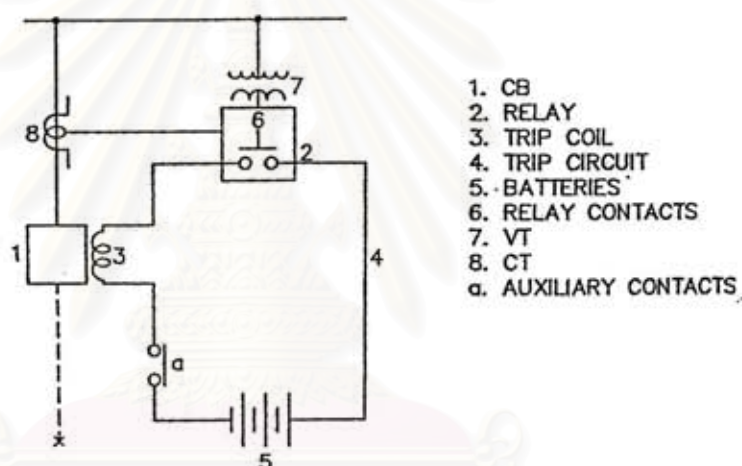 7
6
8
2
1
3
4
a
5
1. CB
2. RELAY
3. TRIP COIL
4. TRIP CIRCUIT
5. BATTERIES
6. RELAY CONTACTS
7. VT
8. CT
a. AUXILIARY CONTACTS